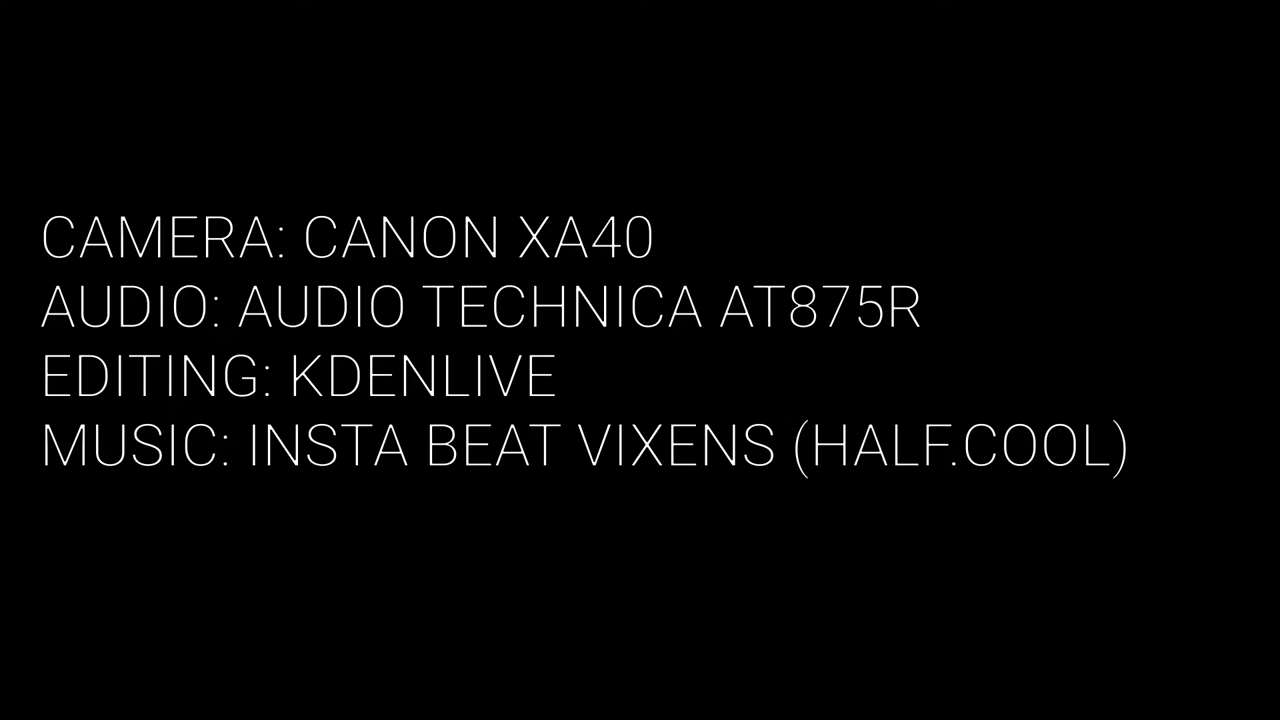 CAMERA: CANON XA40
AUDIO: AUDIO TECHNICA AT875R
EDITING: KDENLIVE
MUSIC: INSTA BEAT VIXENS (HALF.COOL)